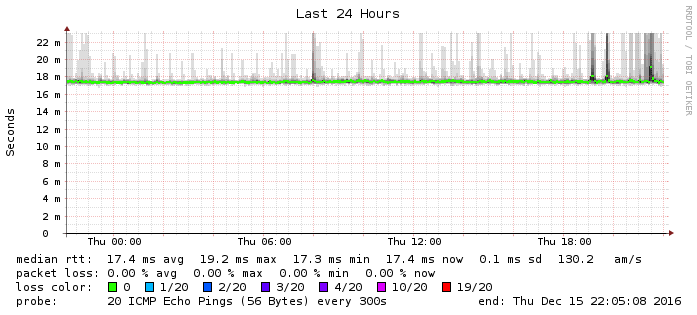 Last 24 Hours
RRDTOOL / TOBI OETIKER
Seconds
22 m
20 m
18 m
16 m
14 m
12 m
10 m
8 m
6 m
4 m
2 m
0
Thu 00:00 Thu 06:00 Thu 12:00 Thu 18:00
median rtt: 17.4 ms avg 19.2 ms max 17.3 ms min 17.4 ms now 0.1 ms sd 130.2 am/s
packet loss: 0.00 % avg 0.00 % max 0.00 % min 0.00 % now
loss color: 0 1/20 2/20 3/20 4/20 10/20 19/20
probe: 20 ICMP Echo Pings (56 Bytes) every 300s end: Thu Dec 15 22:05:08 2016